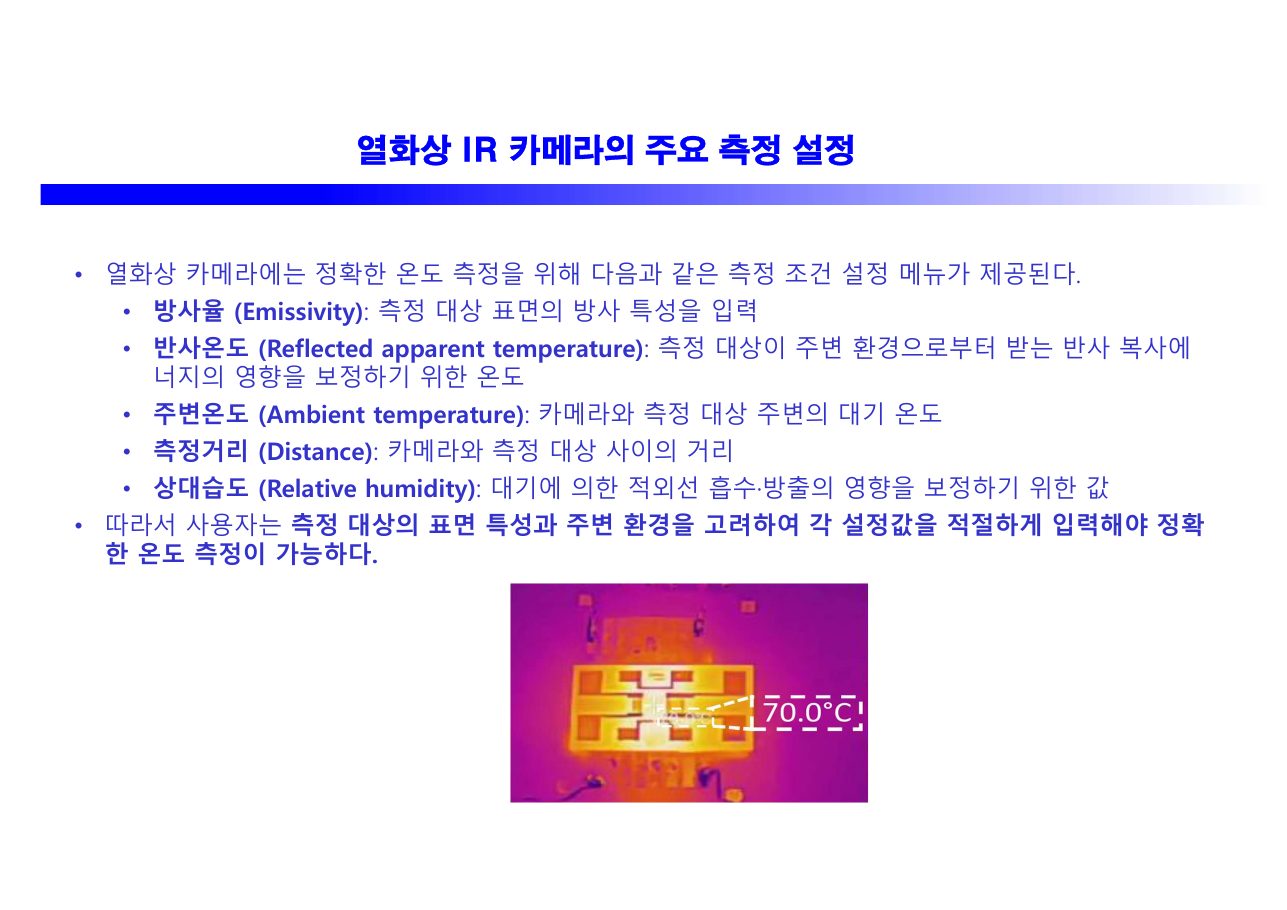 열화상 IR 카메라의 주요 측정 설정
• 열화상 카메라에는 정확한 온도 측정을 위해 다음과 같은 측정 조건 설정 메뉴가 제공된다.
• 방사율 (Emissivity): 측정 대상 표면의 방사 특성을 입력
• 반사온도 (Reflected apparent temperature): 측정 대상이 주변 환경으로부터 받는 반사 복사에
너지의 영향을 보정하기 위한 온도
• 주변온도 (Ambient temperature): 카메라와 측정 대상 주변의 대기 온도
• 측정거리 (Distance): 카메라와 측정 대상 사이의 거리
• 상대습도 (Relative humidity): 대기에 의한 적외선 흡수·방출의 영향을 보정하기 위한 값
• 따라서 사용자는 측정 대상의 표면 특성과 주변 환경을 고려하여 각 설정값을 적절하게 입력해야 정확
한 온도 측정이 가능하다.
70.0°C